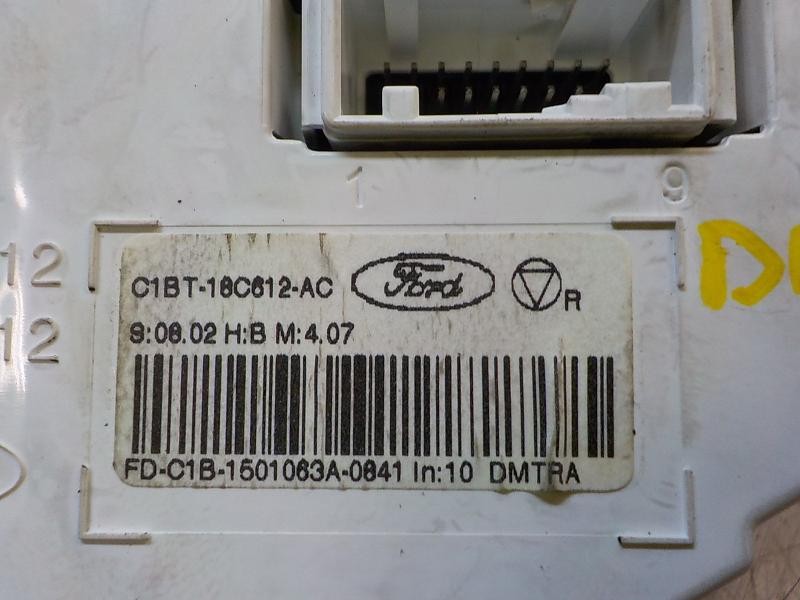 1 9
12
12
C1BT-18C612-AC Ford R
S:08.02 H:B M:4.07
FD-C1B-1501063A-0841 In:10 DMTRA